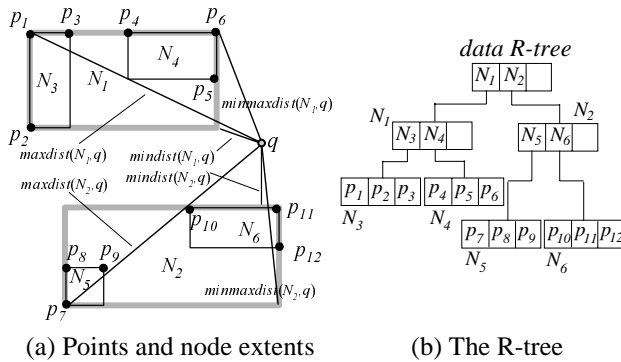 p1 p3 p4 p6
data R-tree
N1 N2
N3 N1 N4
p5
minmaxdist(N1,q)
p2
N1
N3 N4
N2
N5 N6
maxdist(N1,q)
mindist(N1,q)
q
maxdist(N2,q)
mindist(N2,q)
p1 p2 p3
p4 p5 p6
N3
N4
p10
p11
N6
p12
p7 p8 p9
p10 p11 p12
N5
N6
p8 p9
N5
N2
p7
minmaxdist(N2,q)
(a) Points and node extents
(b) The R-tree